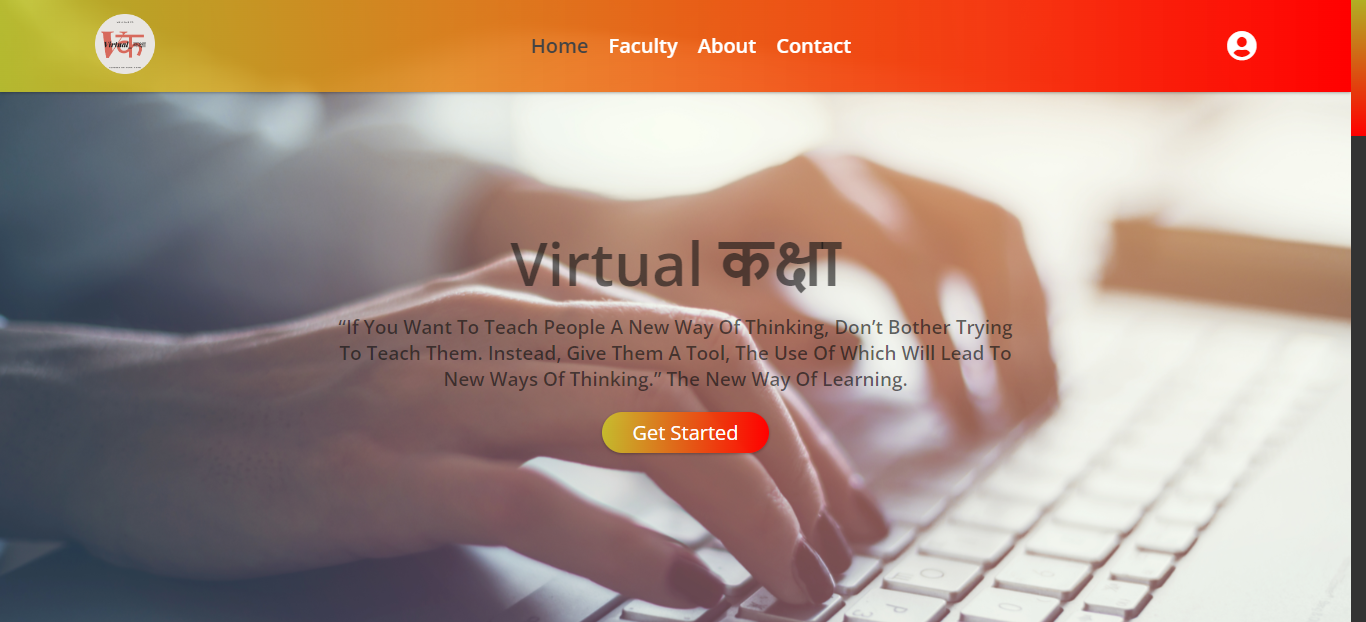 Virtual
Home Faculty About Contact
Virtual कक्षा
“If You Want To Teach People A New Way Of Thinking, Don’t Bother Trying
To Teach Them. Instead, Give Them A Tool, The Use Of Which Will Lead To
New Ways Of Thinking.” The New Way Of Learning.
Get Started